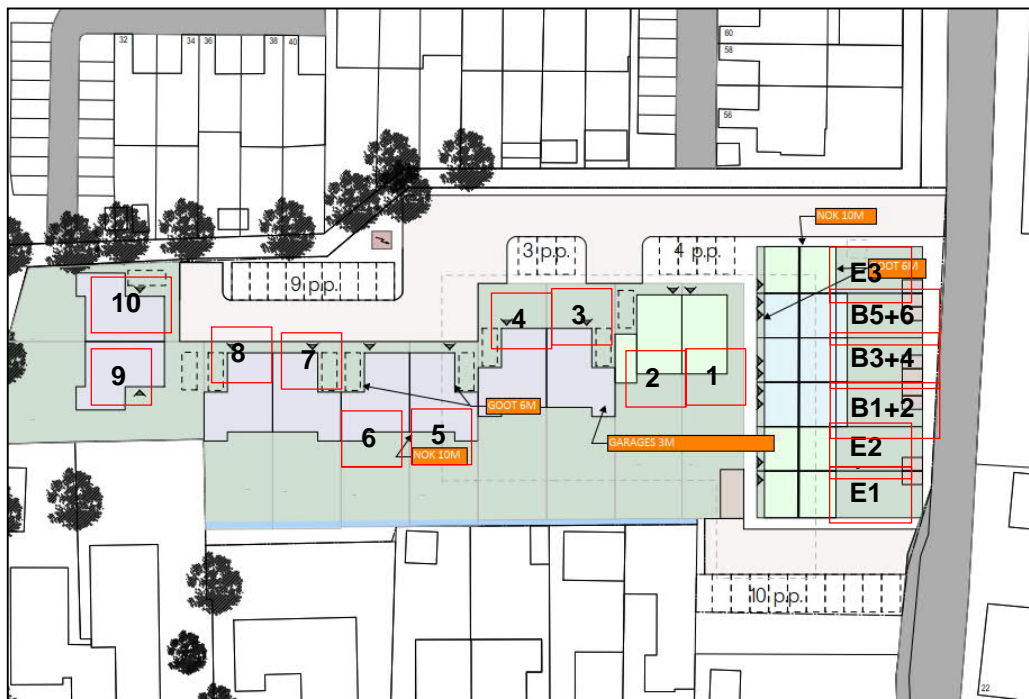 32
34
36
38
40
60
58
56
NOK 10M
3 p.p.
4 p.p.
9 p.p.
GOOT 6M
E3
10
B5+6
4
3
8
7
B3+4
9
2
1
GOOT 6M
B1+2
6
5
GARAGES 3M
NOK 10M
E2
E1
10 p.p.
22